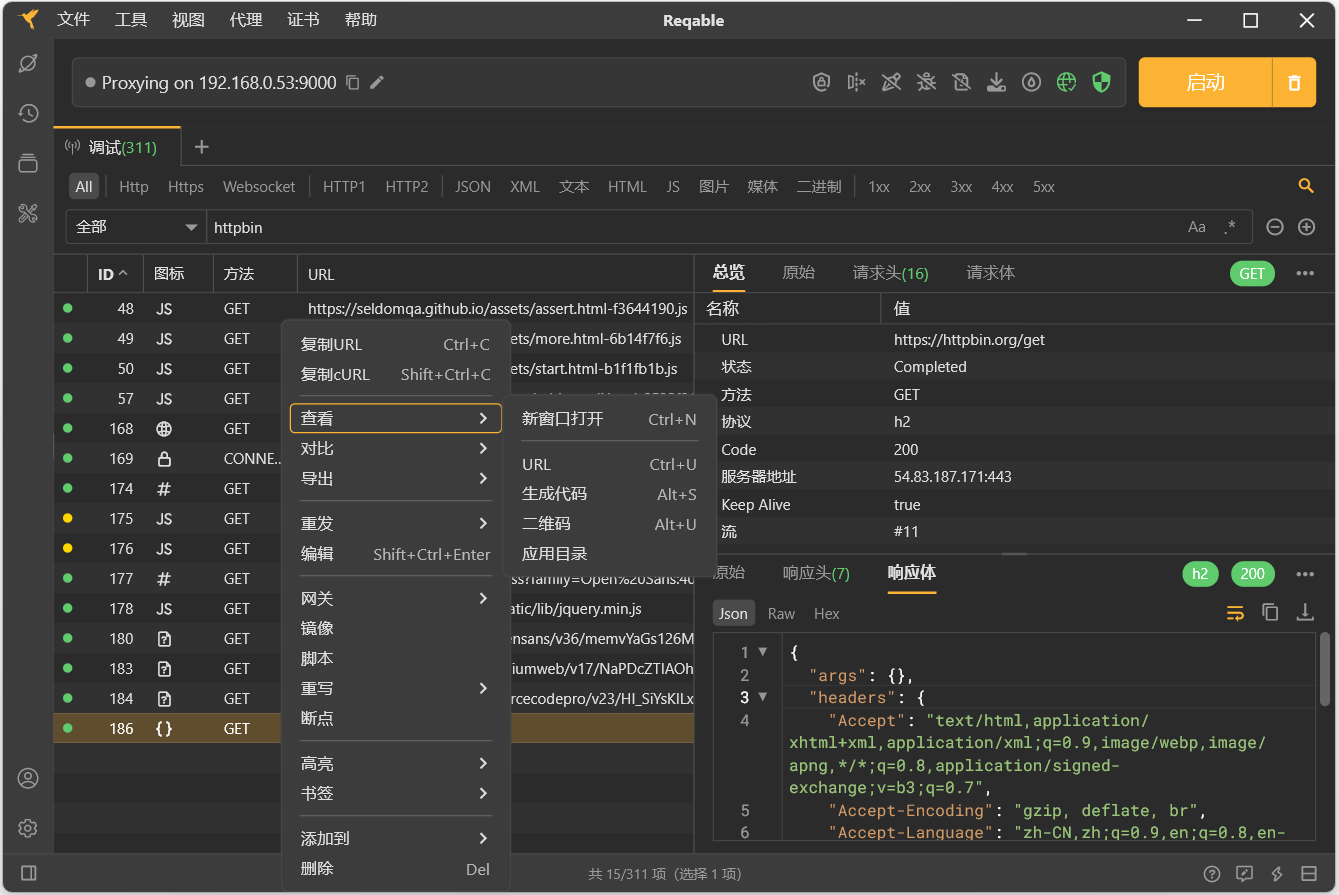 文件 工具 视图 代理 证书 帮助 Reqable
Proxying on 192.168.0.53:9000 启动
调试(311)
All Http Https Websocket HTTP1 HTTP2 JSON XML 文本 HTML JS 图片 媒体 二进制 1xx 2xx 3xx 4xx 5xx
全部 httpbin Aa .*
ID 图标 方法 URL
48 JS GET https://seldomqa.github.io/assets/assert.html-f3644190.js
49 JS GET ets/more.html-6b14f7f6.js
50 JS GET ets/start.html-b1f1fb1b.js
57 JS GET
168 GET
169 CONNE...
174 # GET
175 JS GET
176 JS GET
177 # GET ss?family=Open%20Sans:40
178 JS GET atic/lib/jquery.min.js
180 GET ensans/v36/memvYaGs126M
183 GET iumweb/v17/NaPDcZTIAOh
184 GET rcecodepro/v23/HI_SiYsKILx
186 {} GET
复制URL Ctrl+C
复制cURL Shift+Ctrl+C
查看
对比
导出
重发
编辑 Shift+Ctrl+Enter
网关
镜像
脚本
重写
断点
高亮
书签
添加到
删除 Del
新窗口打开 Ctrl+N
URL Ctrl+U
生成代码 Alt+S
二维码 Alt+U
应用目录
总览 原始 请求头(16) 请求体 GET
名称 值
URL https://httpbin.org/get
状态 Completed
方法 GET
协议 h2
Code 200
服务器地址 54.83.187.171:443
Keep Alive true
流 #11
原始 响应头(7) 响应体 h2 200
Json Raw Hex
1 {
2 "args": {},
3 "headers": {
4 "Accept": "text/html,application/
xhtml+xml,application/xml;q=0.9,image/webp,image/
apng,*/*;q=0.8,application/signed-
exchange;v=b3;q=0.7",
5 "Accept-Encoding": "gzip, deflate, br",
6 "Accept-Language": "zh-CN,zh;q=0.9,en;q=0.8,en-
共 15/311 项（选择 1 项）